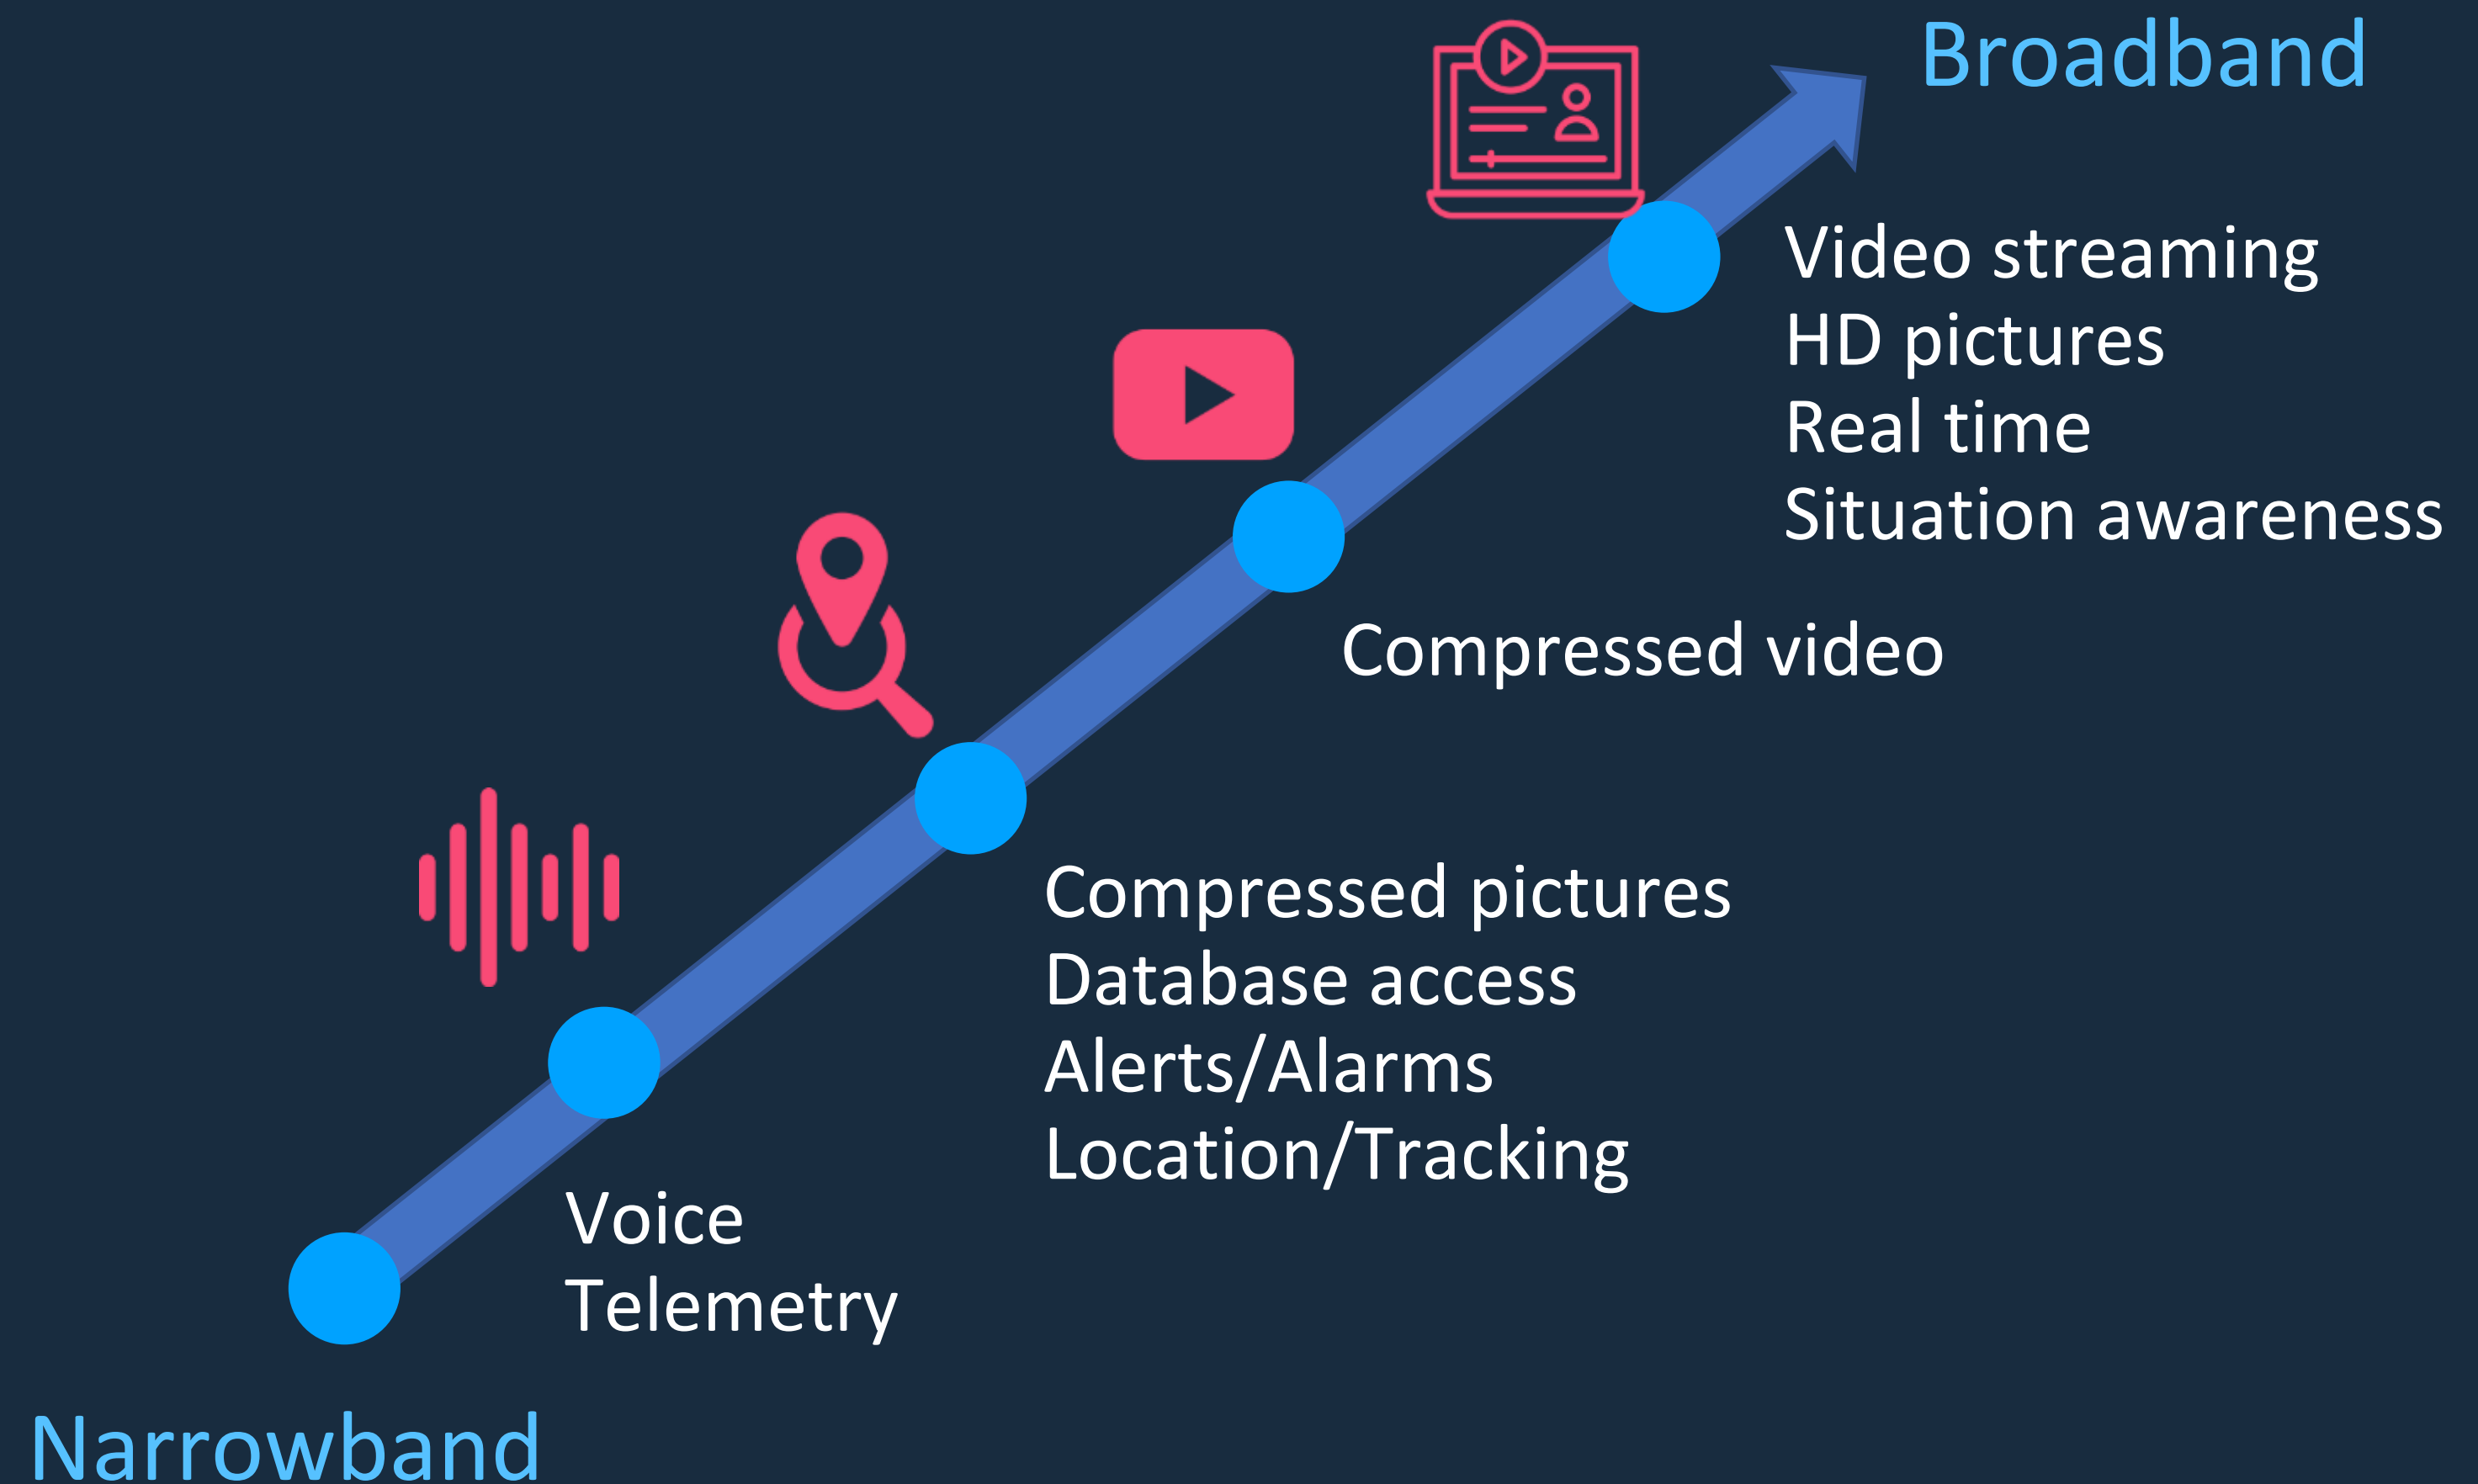 Broadband
Video streaming
HD pictures
Real time
Situation awareness
Compressed video
Compressed pictures
Database access
Alerts/Alarms
Location/Tracking
Voice
Telemetry
Narrowband